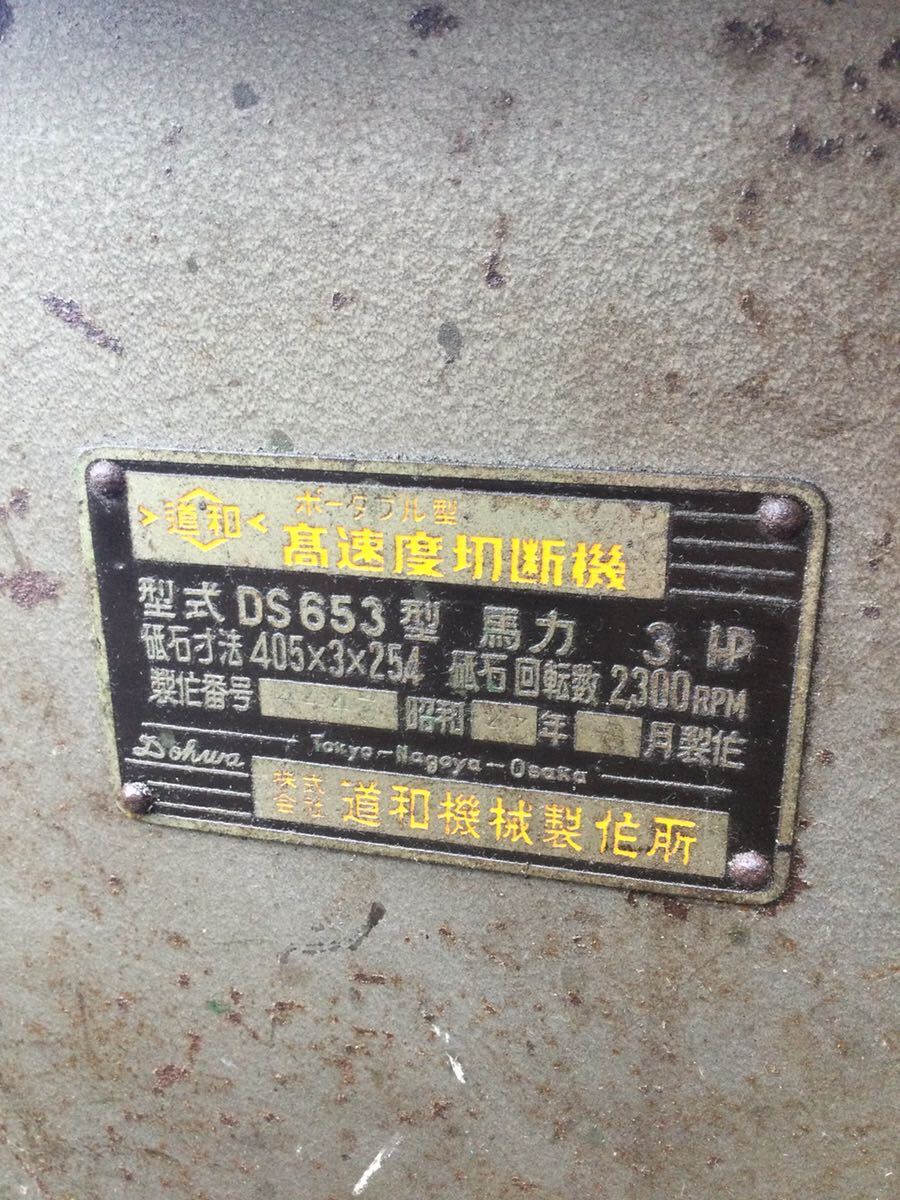 道和 ポータブル型
高速度切断機
型式 DS653型 馬力 3 HP
砥石寸法 405×3×254 砥石回転数 2,300RPM
製作番号 昭和 年 月製作
Dohwa Tokyo-Nagoya-Osaka
株式会社 道和機械製作所